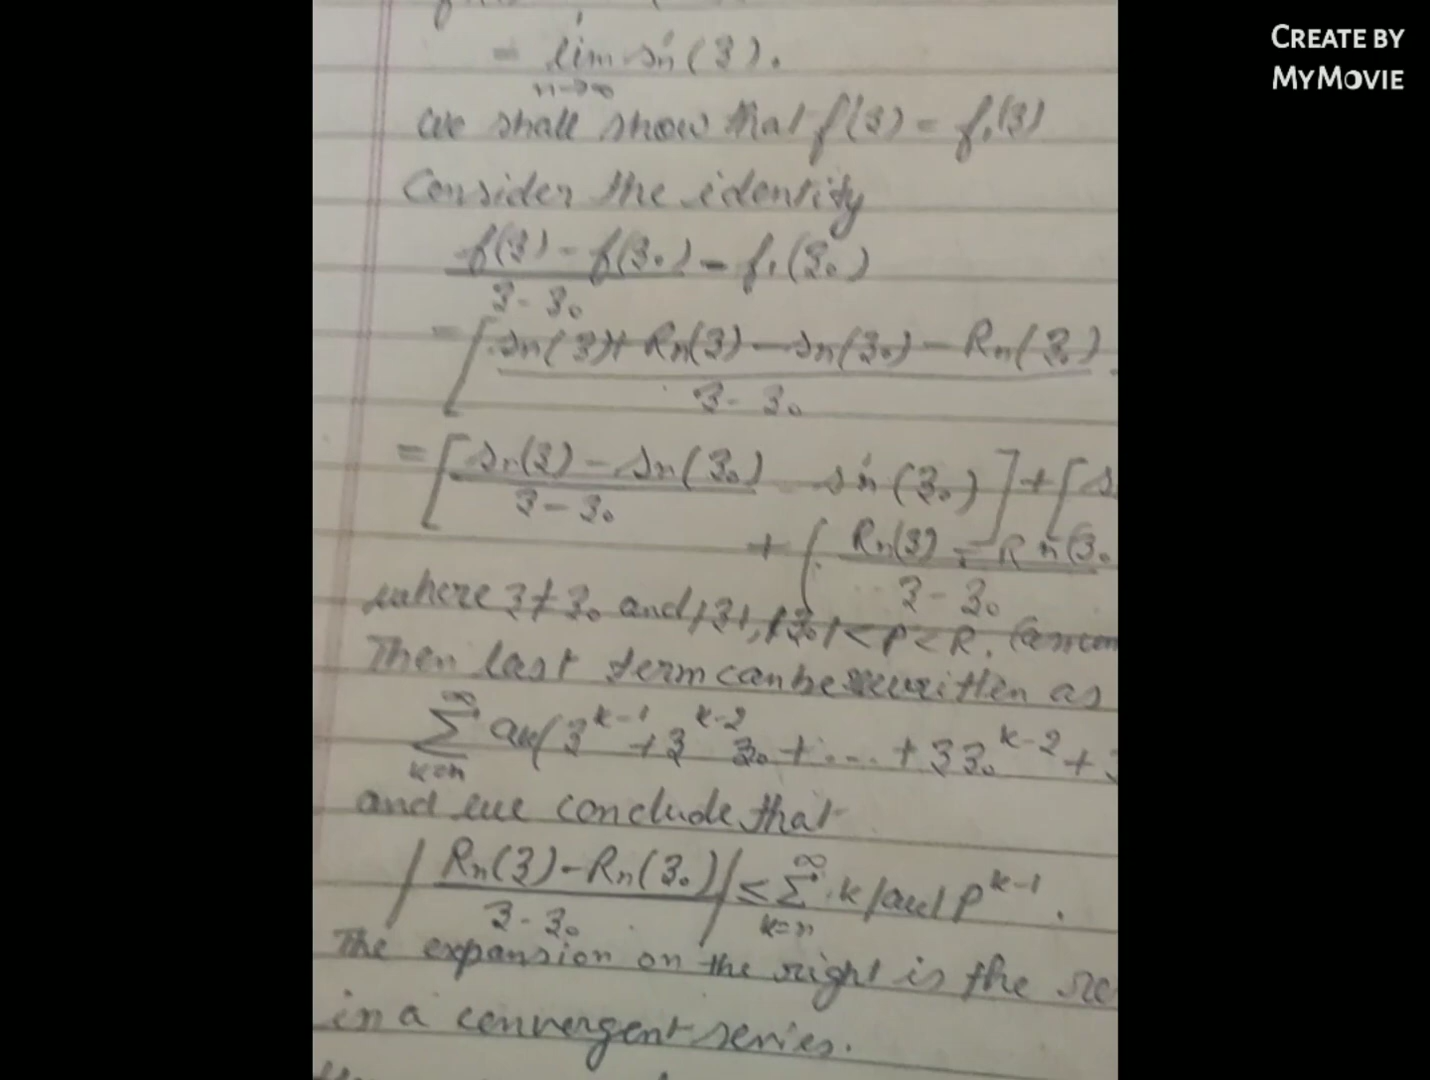 = lim sn'(z).
n→∞
we shall show that f'(z) = f₁(z)
Consider the identity
f(z) - f(z₀) - f₁(z₀)
z - z₀
= [ sn(z) + Rn(z) - sn(z₀) - Rn(z₀)
z - z₀
= [ sn(z) - sn(z₀) sn'(z₀) ] + [ s
z - z₀
+ ( Rn(z) - Rn(z₀
z - z₀
where z ≠ z₀ and |z|, |z₀| < ρ < R.
Then last term can be rewritten as
∞
∑ ak(z^k-1 + z^k-2 z₀ + ... + z z₀^k-2 +
k=n
and we conclude that
| Rn(z) - Rn(z₀) | ≤ ∞∑ k |ak| ρ^k-1.
z - z₀ k=n
The expansion on the right is the re
in a convergent series.
CREATE BY
MYMOVIE